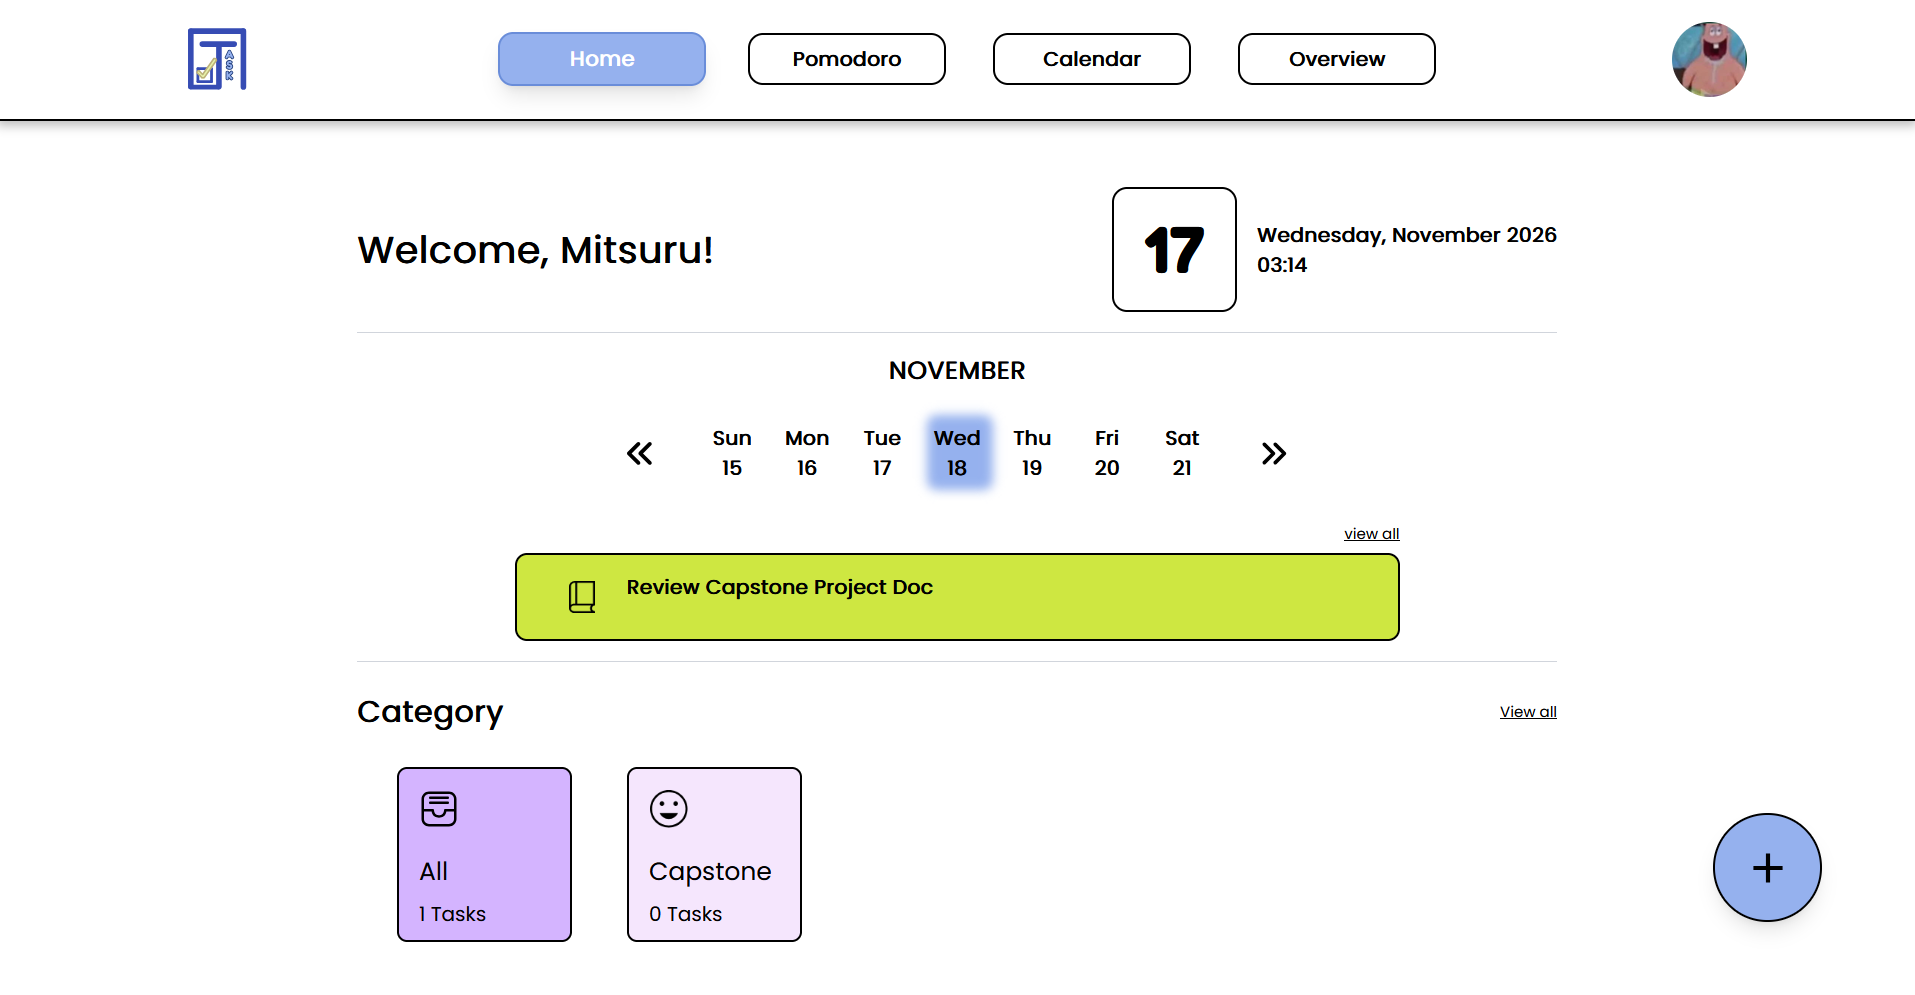 T
ASK
Home
Pomodoro
Calendar
Overview
Welcome, Mitsuru!
17
Wednesday, November 2026
03:14
NOVEMBER
Sun Mon Tue Wed Thu Fri Sat
15 16 17 18 19 20 21
view all
Review Capstone Project Doc
Category
View all
All
1 Tasks
Capstone
0 Tasks